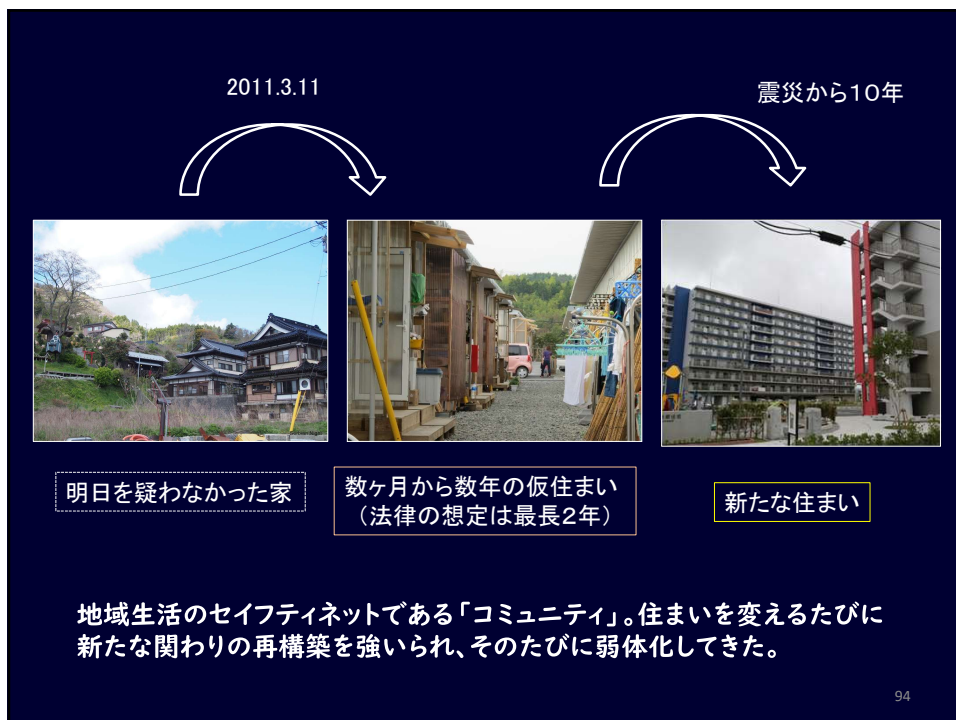 2011.3.11
震災から１０年
明日を疑わなかった家
数ヶ月から数年の仮住まい
（法律の想定は最長２年）
新たな住まい
地域生活のセイフティネットである「コミュニティ」。住まいを変えるたびに
新たな関わりの再構築を強いられ、そのたびに弱体化してきた。
94